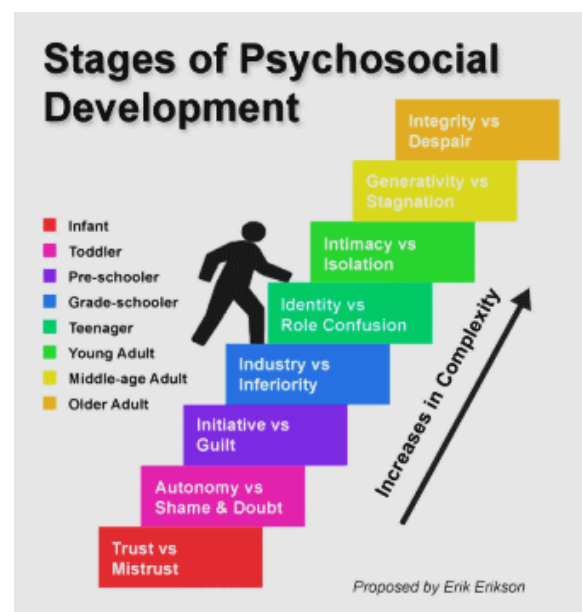 Stages of Psychosocial
Development
Integrity vs
Despair
Generativity vs
Stagnation
Intimacy vs
Isolation
Identity vs
Role Confusion
Industry vs
Inferiority
Initiative vs
Guilt
Autonomy vs
Shame & Doubt
Trust vs
Mistrust
Infant
Toddler
Pre-schooler
Grade-schooler
Teenager
Young Adult
Middle-age Adult
Older Adult
Increases in Complexity
Proposed by Erik Erikson